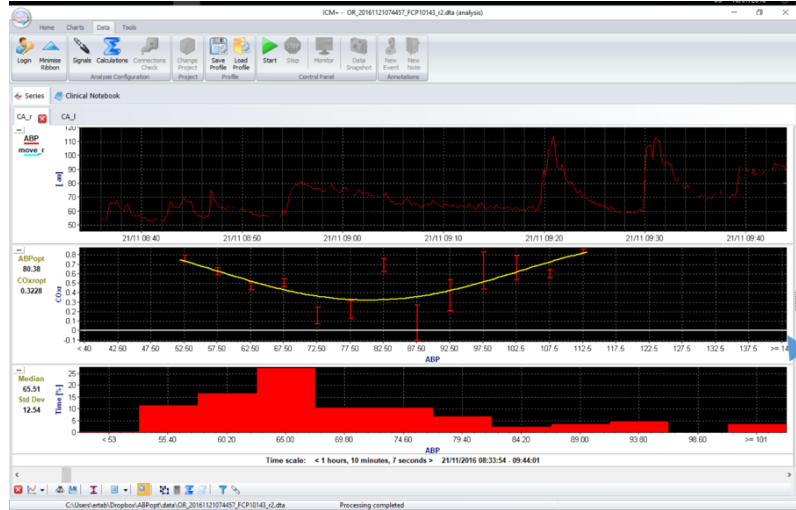 ICM+ - OR_20161121074457_FCP10143_r2.dta (analysis)
Home Charts Data Tools
Login Minimise Ribbon Signals Calculations Connections Check Change Project Save Profile Load Profile Start Stop Monitor Data Snapshot New Event New Note
Analysis Configuration Project Profile Control Panel Annotations
Series Clinical Notebook
CA_r CA_l
ABP
move_r
[au]
120
110
100
90
80
70
60
50
21/11 08:40 21/11 08:50 21/11 09:00 21/11 09:10 21/11 09:20 21/11 09:30 21/11 09:40
ABPopt
80.38
COxropt
0.3228
COxr
0.8
0.7
0.6
0.5
0.4
0.3
0.2
0.1
0
-0.1
< 40 42.50 47.50 52.50 57.50 62.50 67.50 72.50 77.50 82.50 87.50 92.50 97.50 102.5 107.5 112.5 117.5 122.5 127.5 132.5 137.5 >= 14
ABP
Median
65.51
Std Dev
12.54
Time [%]
25
20
15
10
5
0
< 53 55.40 60.20 65.00 69.80 74.60 79.40 84.20 89.00 93.80 98.60 >= 101
ABP
Time scale: < 1 hours, 10 minutes, 7 seconds > 21/11/2016 08:33:54 - 09:44:01
C:\Users\ertab\Dropbox\ABPopt\data\OR_20161121074457_FCP10143_r2.dta Processing completed